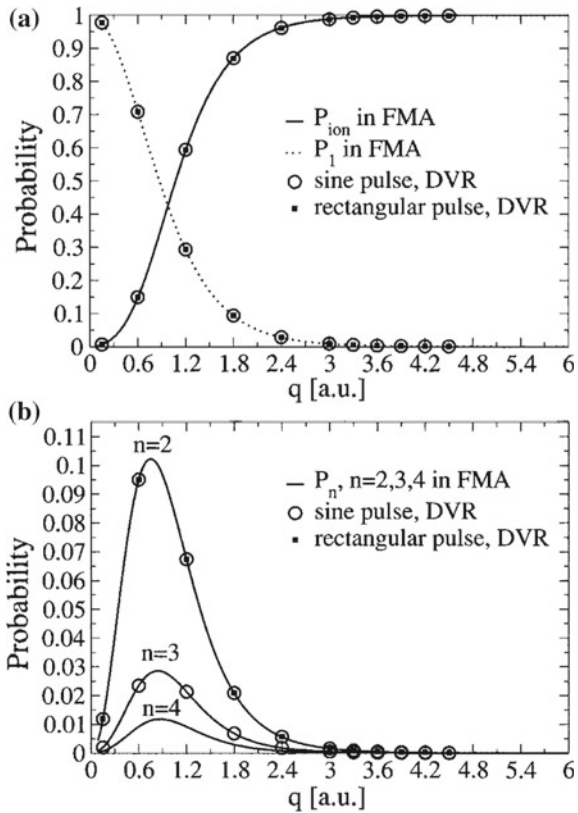 (a)
1
0.9
0.8
0.7
0.6
0.5
0.4
0.3
0.2
0.1
0
Probability
P_ion in FMA
P_1 in FMA
sine pulse, DVR
rectangular pulse, DVR
0 0.6 1.2 1.8 2.4 3 3.6 4.2 4.8 5.4 6
q [a.u.]
(b)
0.11
0.1
0.09
0.08
0.07
0.06
0.05
0.04
0.03
0.02
0.01
0
Probability
n=2
n=3
n=4
P_n, n=2,3,4 in FMA
sine pulse, DVR
rectangular pulse, DVR
0 0.6 1.2 1.8 2.4 3 3.6 4.2 4.8 5.4 6
q [a.u.]